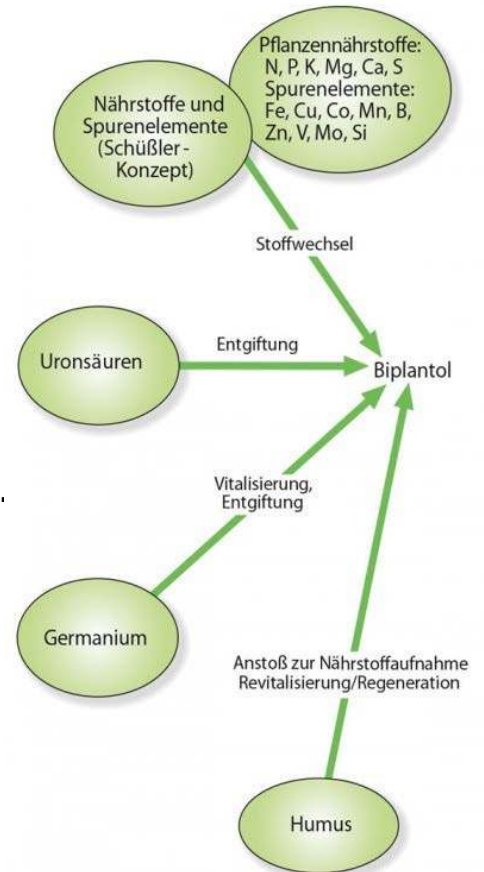 Pflanzennährstoffe:
N, P, K, Mg, Ca, S
Spurenelemente:
Fe, Cu, Co, Mn, B,
Zn, V, Mo, Si
Nährstoffe und
Spurenelemente
(Schüßler-
Konzept)
Stoffwechsel
Uronsäuren
Entgiftung
Biplantol
Vitalisierung,
Entgiftung
Germanium
Anstoß zur Nährstoffaufnahme
Revitalisierung/Regeneration
Humus